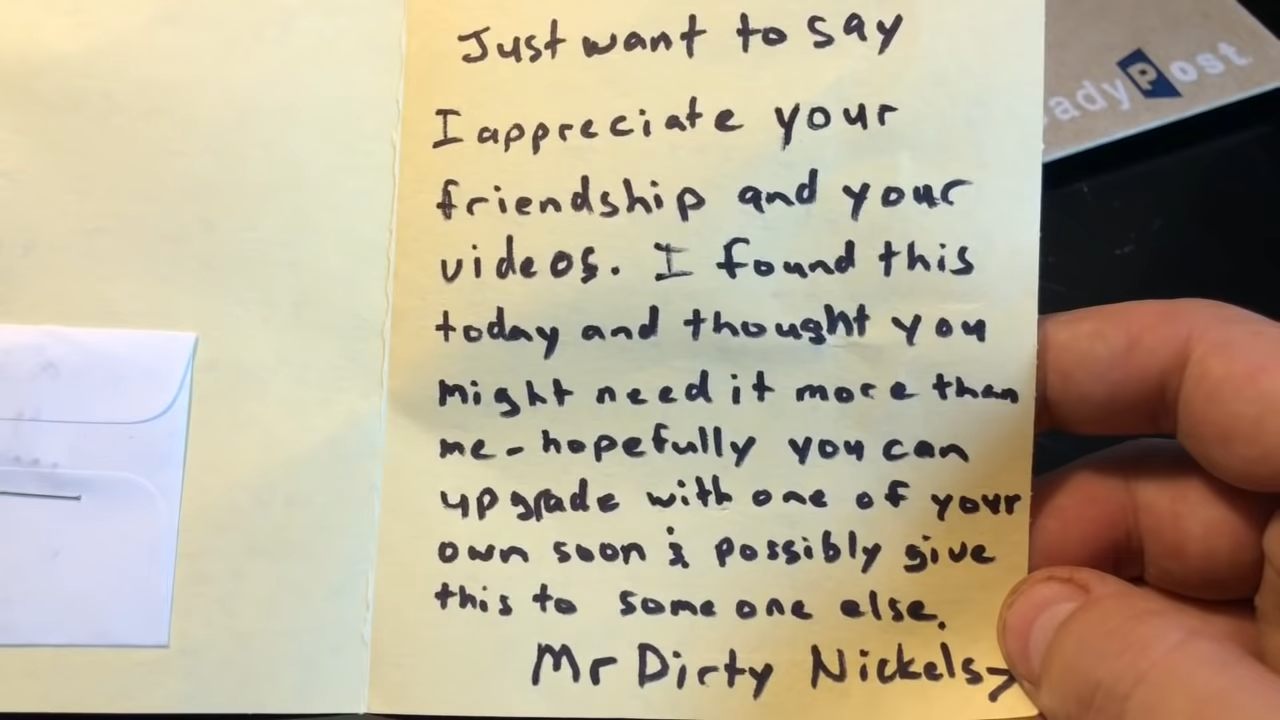 Just want to say
I appreciate your
friendship and your
videos. I found this
today and thought you
might need it more than
me - hopefully you can
upgrade with one of your
own soon & possibly give
this to someone else.
Mr Dirty Nickels
adyPost